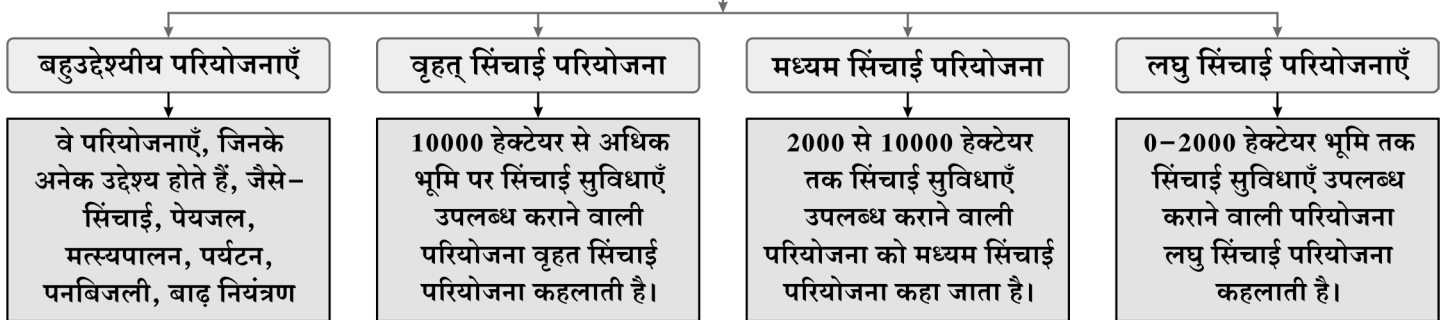 बहुउद्देश्यीय परियोजनाएँ
वे परियोजनाएँ, जिनके
अनेक उद्देश्य होते हैं, जैसे–
सिंचाई, पेयजल,
मत्स्यपालन, पर्यटन,
पनबिजली, बाढ़ नियंत्रण
वृहत् सिंचाई परियोजना
10000 हेक्टेयर से अधिक
भूमि पर सिंचाई सुविधाएँ
उपलब्ध कराने वाली
परियोजना वृहत सिंचाई
परियोजना कहलाती है।
मध्यम सिंचाई परियोजना
2000 से 10000 हेक्टेयर
तक सिंचाई सुविधाएँ
उपलब्ध कराने वाली
परियोजना को मध्यम सिंचाई
परियोजना कहा जाता है।
लघु सिंचाई परियोजनाएँ
0–2000 हेक्टेयर भूमि तक
सिंचाई सुविधाएँ उपलब्ध
कराने वाली परियोजना
लघु सिंचाई परियोजना
कहलाती है।